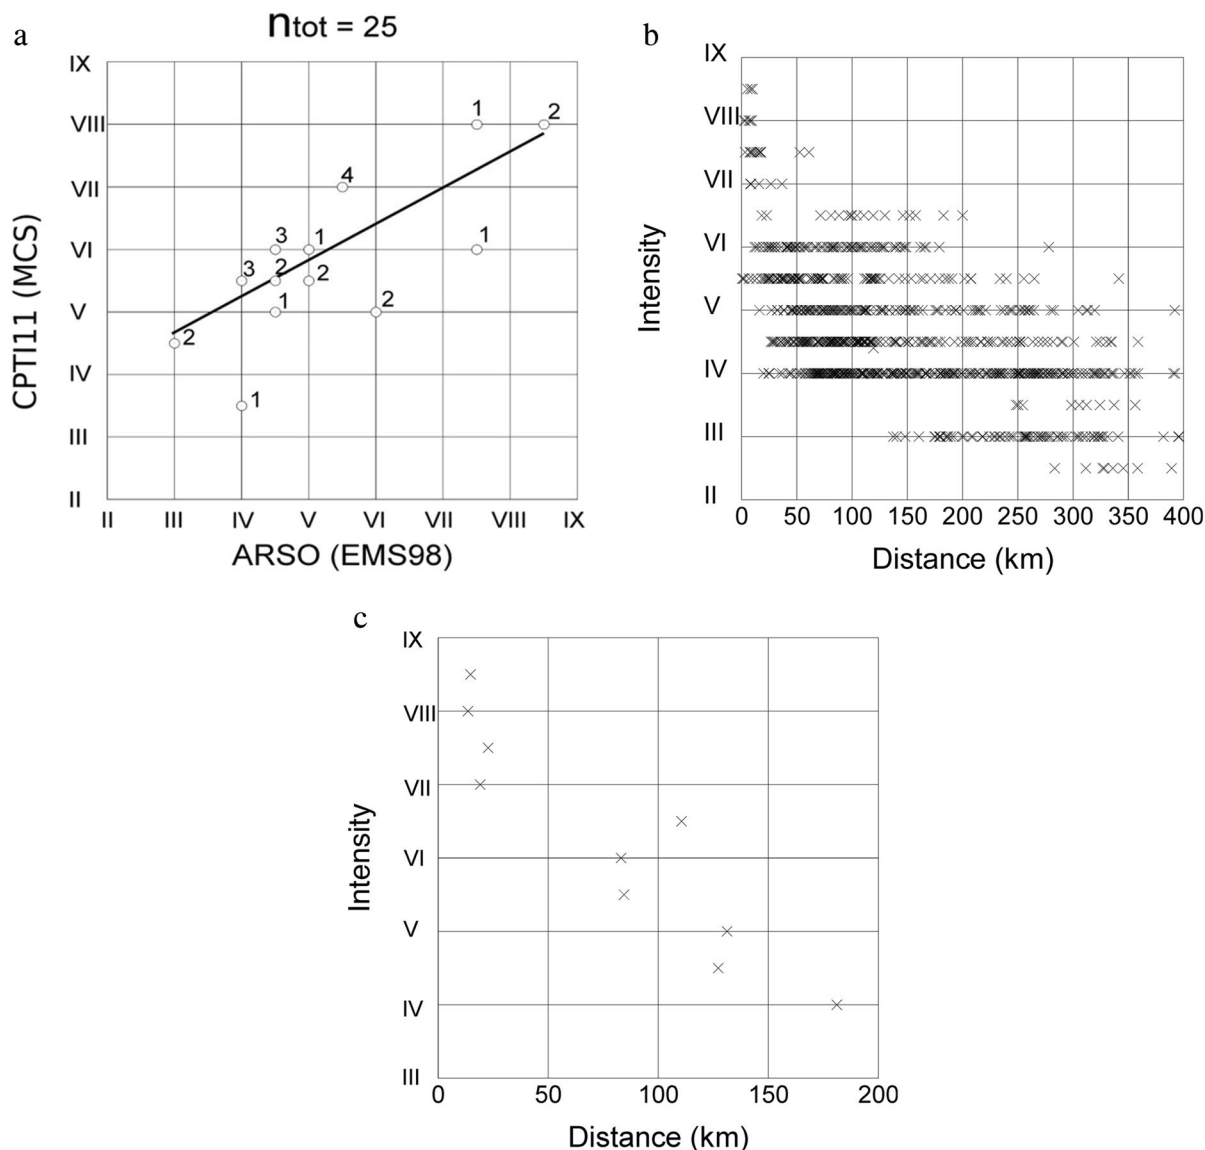 a
ntot = 25
IX
VIII
VII
VI
V
IV
III
II
CPTI11 (MCS)
1
2
4
3
1
1
3
2
2
1
2
2
1
II III IV V VI VII VIII IX
ARSO (EMS98)
b
IX
VIII
VII
VI
V
IV
III
II
Intensity
0 50 100 150 200 250 300 350 400
Distance (km)
c
IX
VIII
VII
VI
V
IV
III
Intensity
0 50 100 150 200
Distance (km)